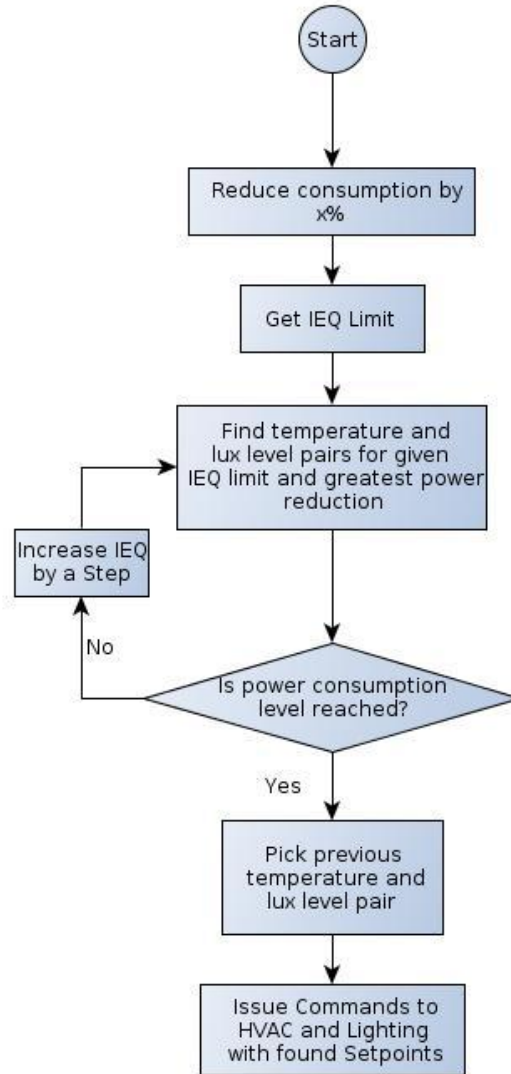 Start
Reduce consumption by
x%
Get IEQ Limit
Find temperature and
lux level pairs for given
IEQ limit and greatest power
reduction
Increase IEQ
by a Step
No
Is power consumption
level reached?
Yes
Pick previous
temperature and
lux level pair
Issue Commands to
HVAC and Lighting
with found Setpoints